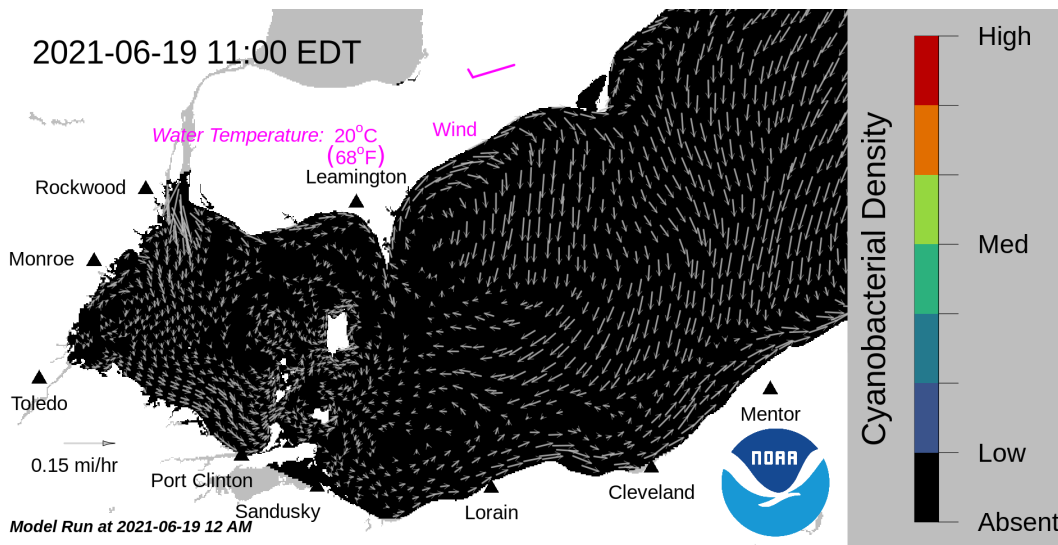 2021-06-19 11:00 EDT
High
Wind
Water Temperature: 20°C
(68°F)
Leamington
Rockwood
Cyanobacterial Density
Med
Monroe
Toledo
Mentor
0.15 mi/hr
NOAA
Low
Port Clinton
Cleveland
Sandusky
Lorain
Absent
Model Run at 2021-06-19 12 AM